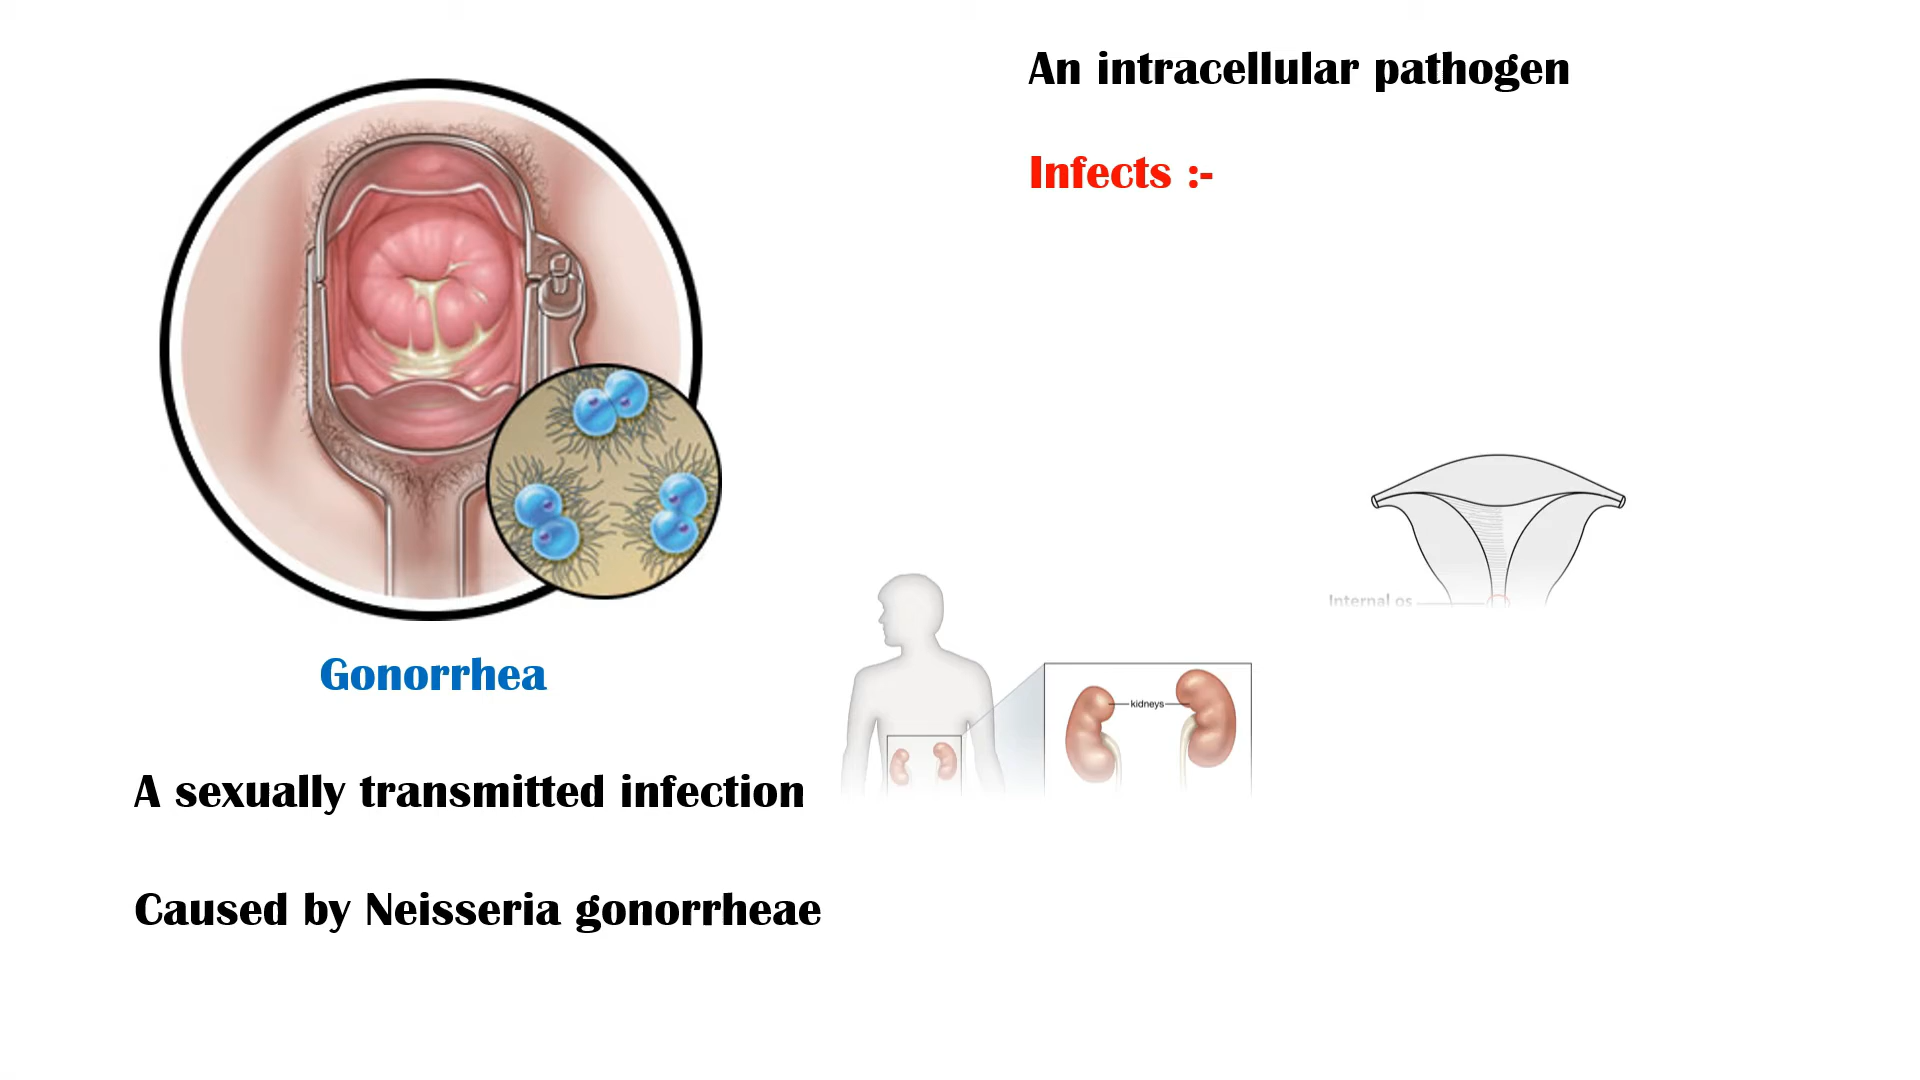 An intracellular pathogen
Infects :-
Internal os
Gonorrhea
kidneys
A sexually transmitted infection
Caused by Neisseria gonorrheae